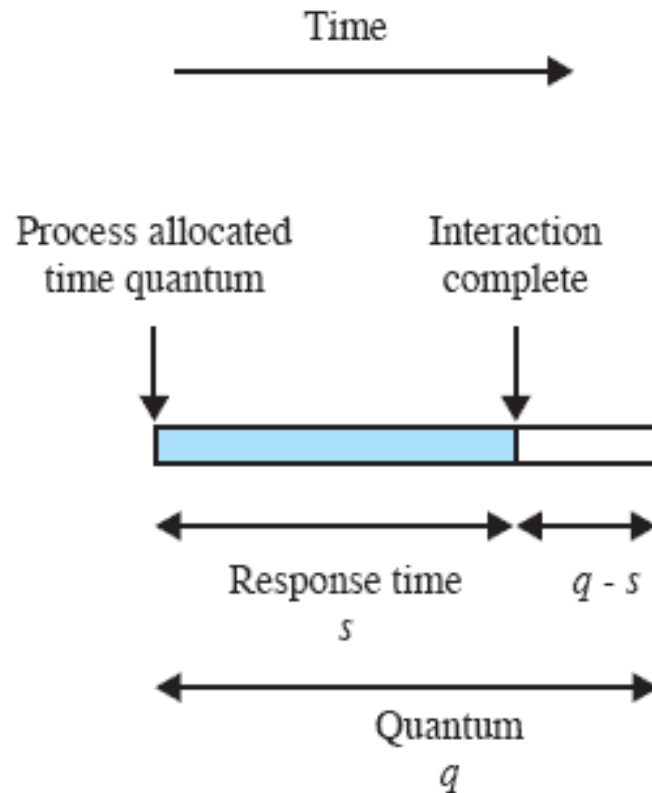 Time
Process allocated
time quantum
Interaction
complete
Response time
s
q - s
Quantum
q